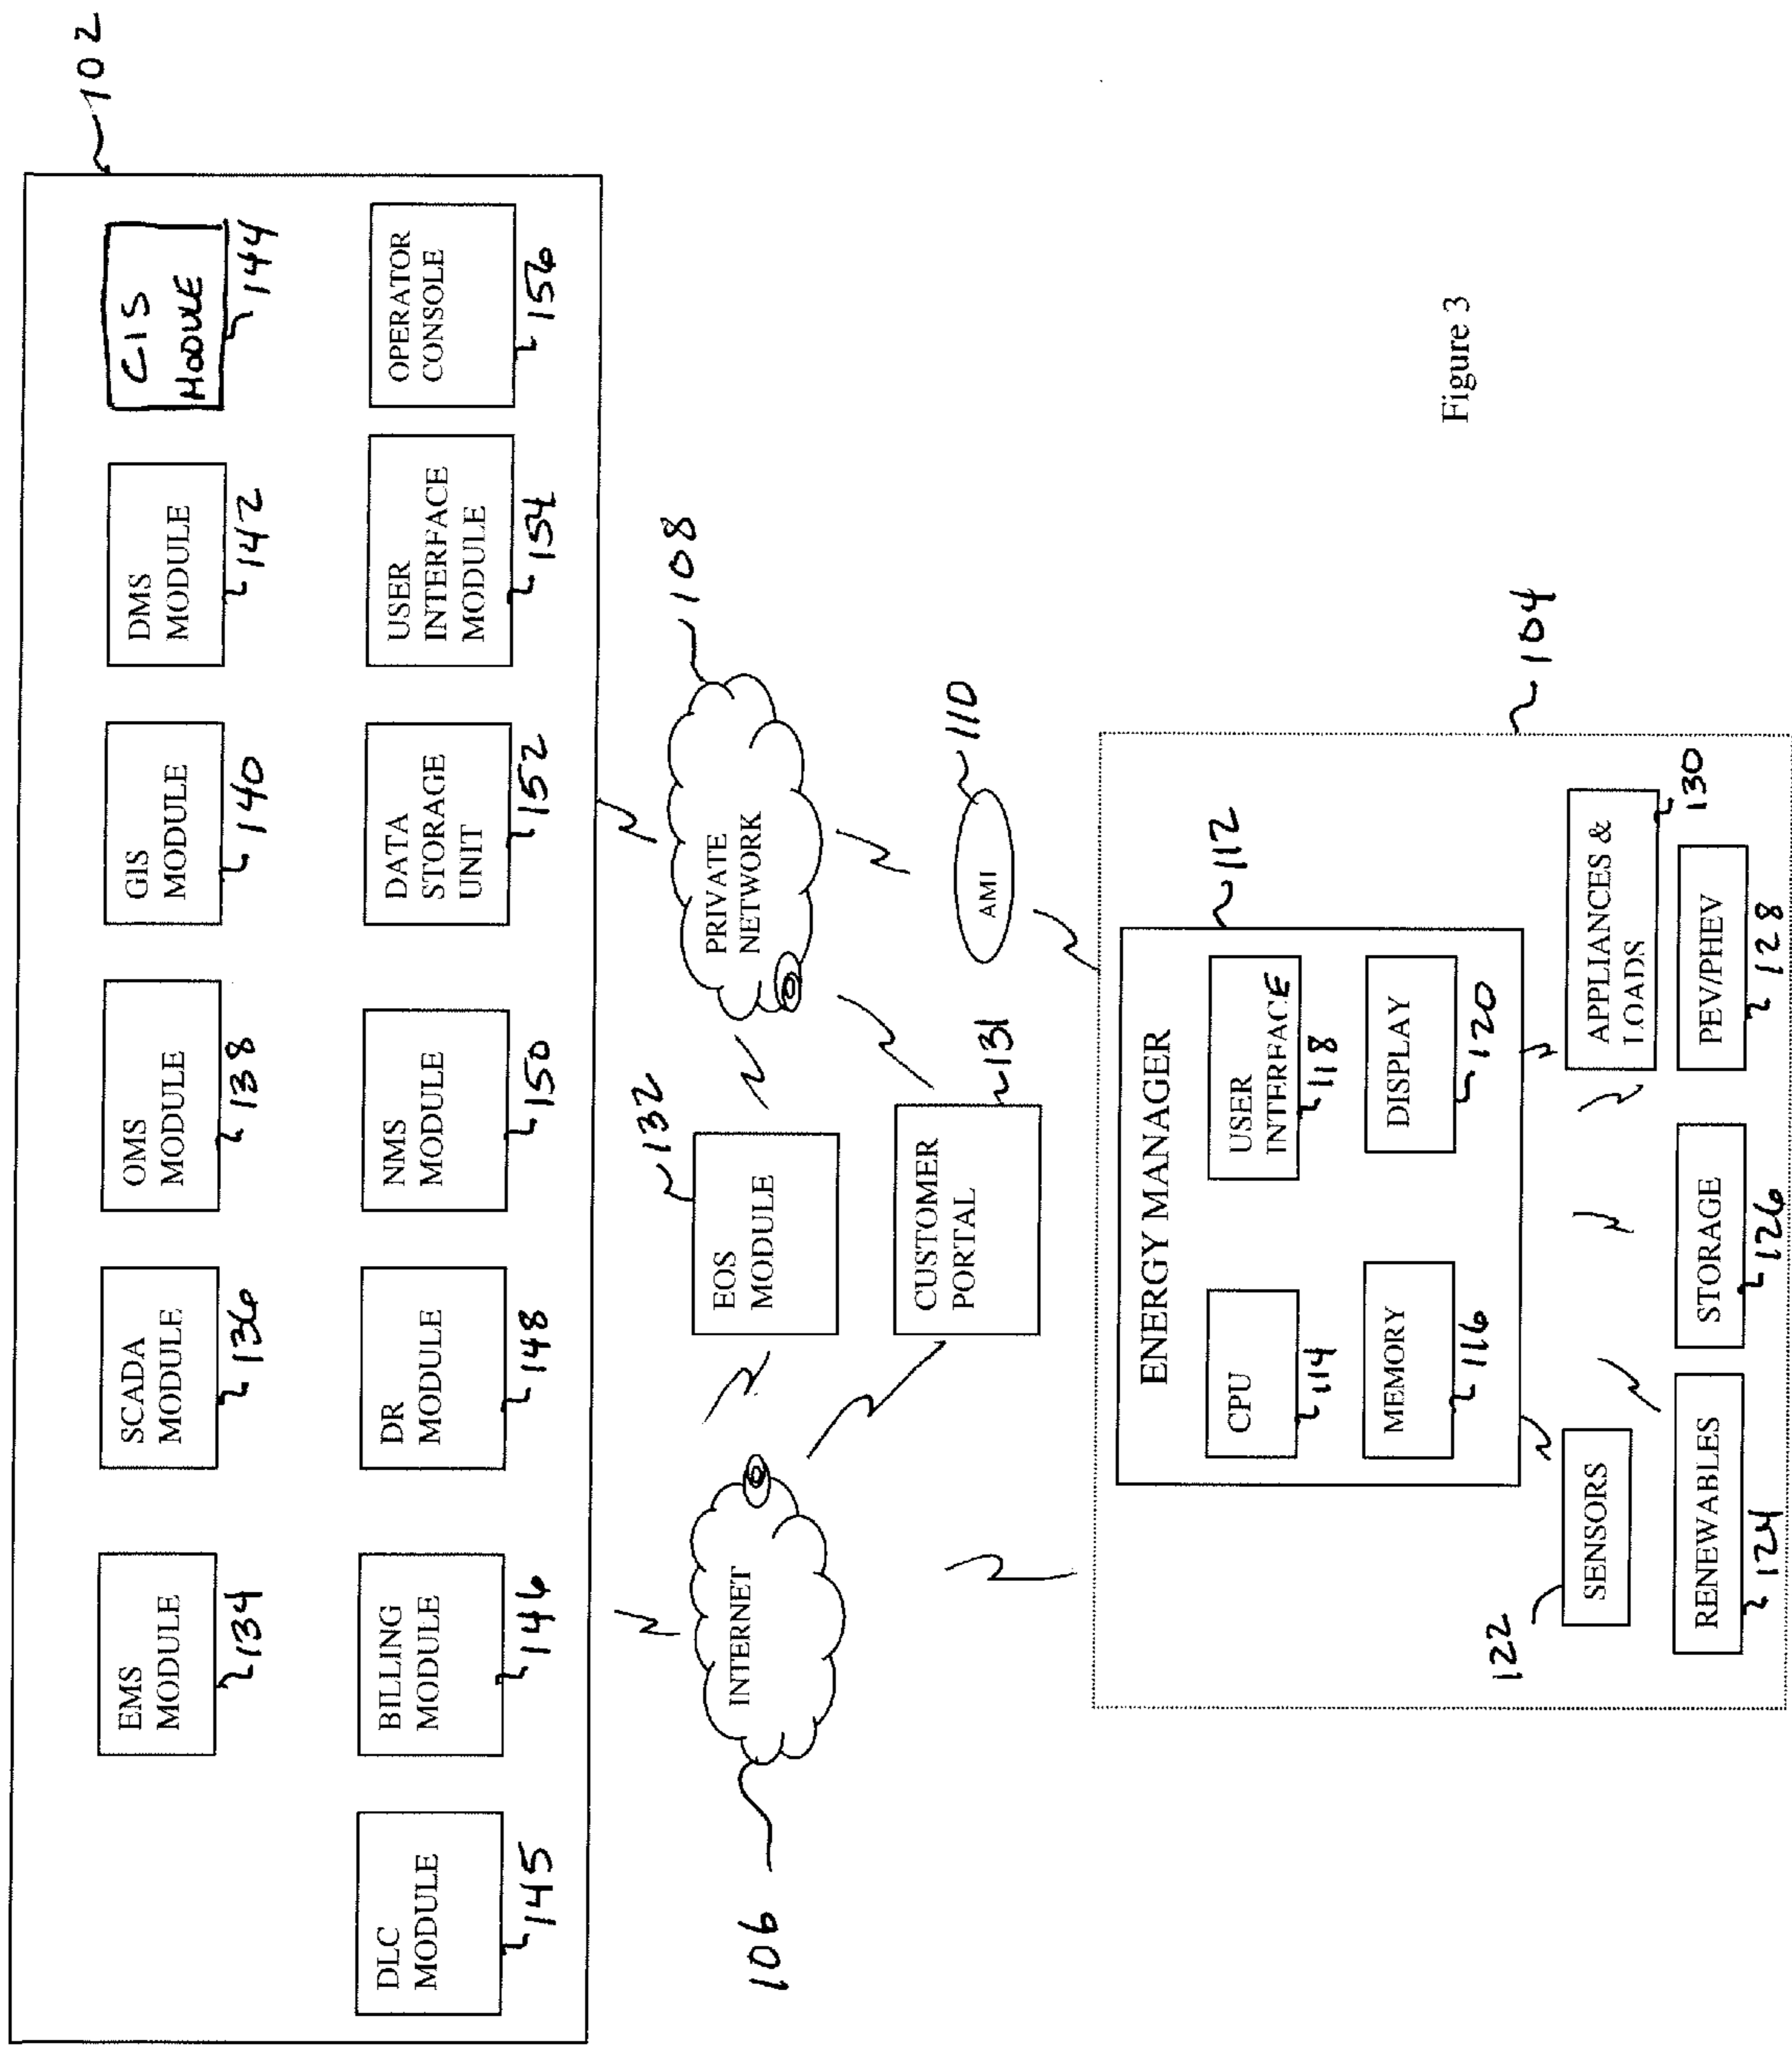 102
EMS
MODULE
134
SCADA
MODULE
136
OMS
MODULE
138
GIS
MODULE
140
DMS
MODULE
142
CIS
MODULE
144
DLC
MODULE
145
BILLING
MODULE
146
DR
MODULE
148
NMS
MODULE
150
DATA
STORAGE
UNIT
152
USER
INTERFACE
MODULE
154
OPERATOR
CONSOLE
156
106
INTERNET
EOS
MODULE
132
PRIVATE
NETWORK
108
CUSTOMER
PORTAL
131
AMI
110
ENERGY MANAGER
112
CPU
114
USER
INTERFACE
118
MEMORY
116
DISPLAY
120
104
122
SENSORS
APPLIANCES &
LOADS
130
RENEWABLES
124
STORAGE
126
PEV/PHEV
128
Figure 3